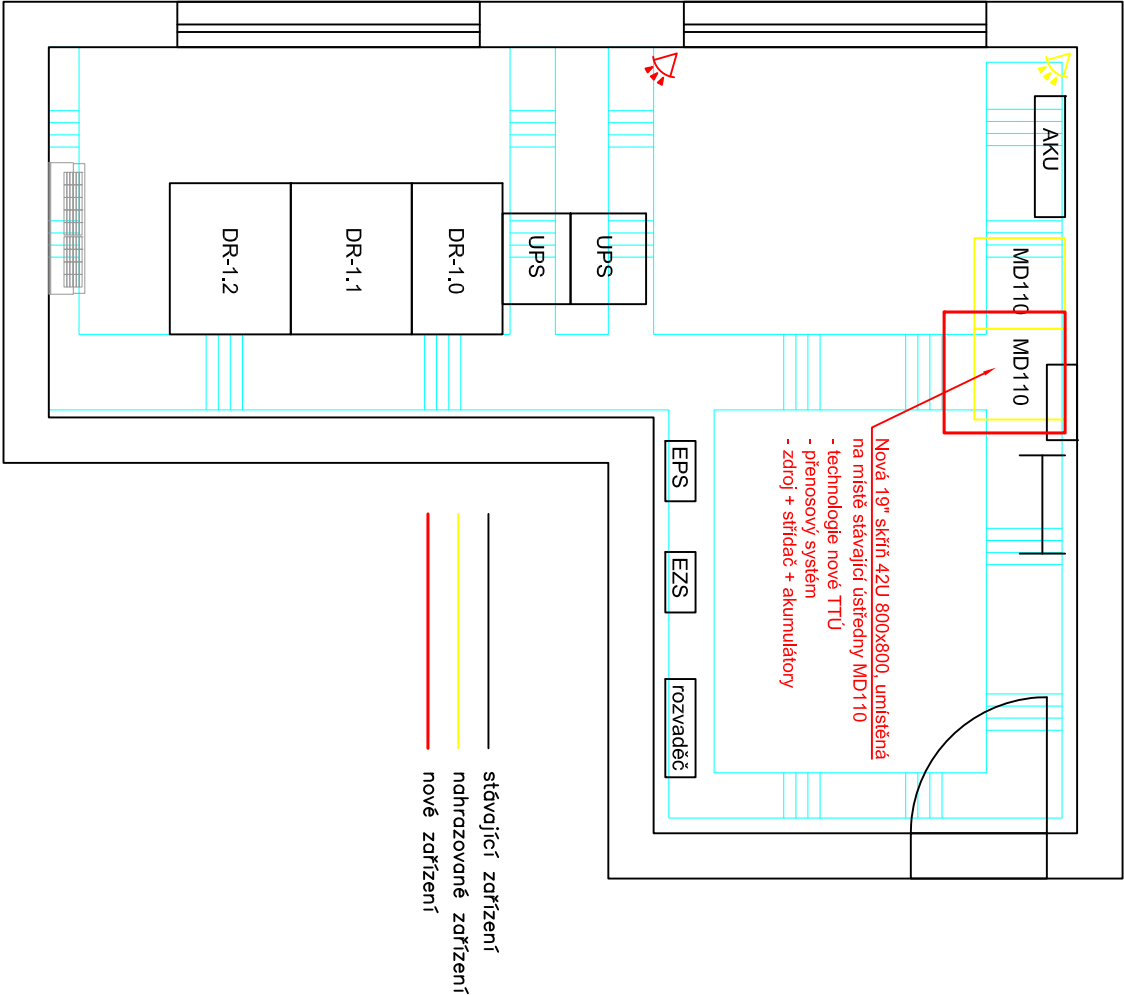 AKU
MD110
MD110
UPS
UPS
DR-1.0
DR-1.1
DR-1.2
Nová 19" skříň 42U 800x800, umístěná
na místě stávající ústředny MD110
- technologie nové TTÚ
- přenosový systém
- zdroj + střídač + akumulátory
EPS
EZS
rozvaděč
stávající zařízení
nahrazované zařízení
nové zařízení